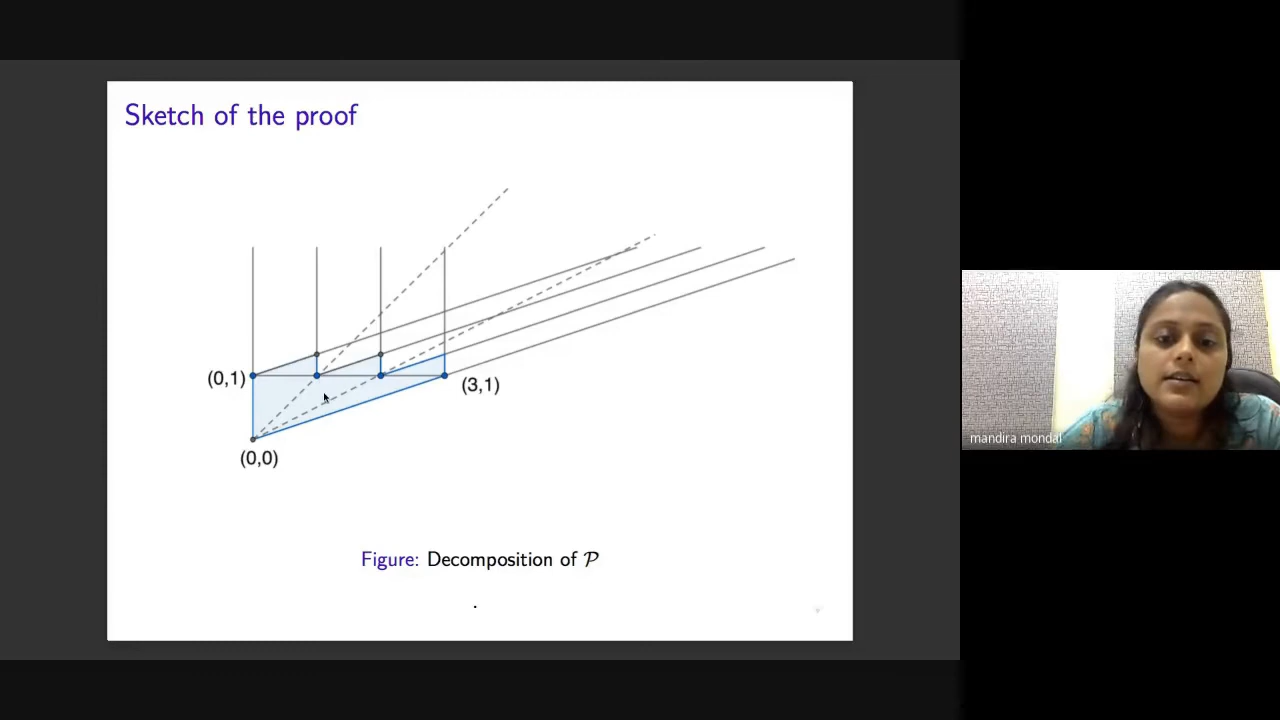 Sketch of the proof
(0,1)
(3,1)
(0,0)
Figure: Decomposition of 𝒫
.
mandira mondal